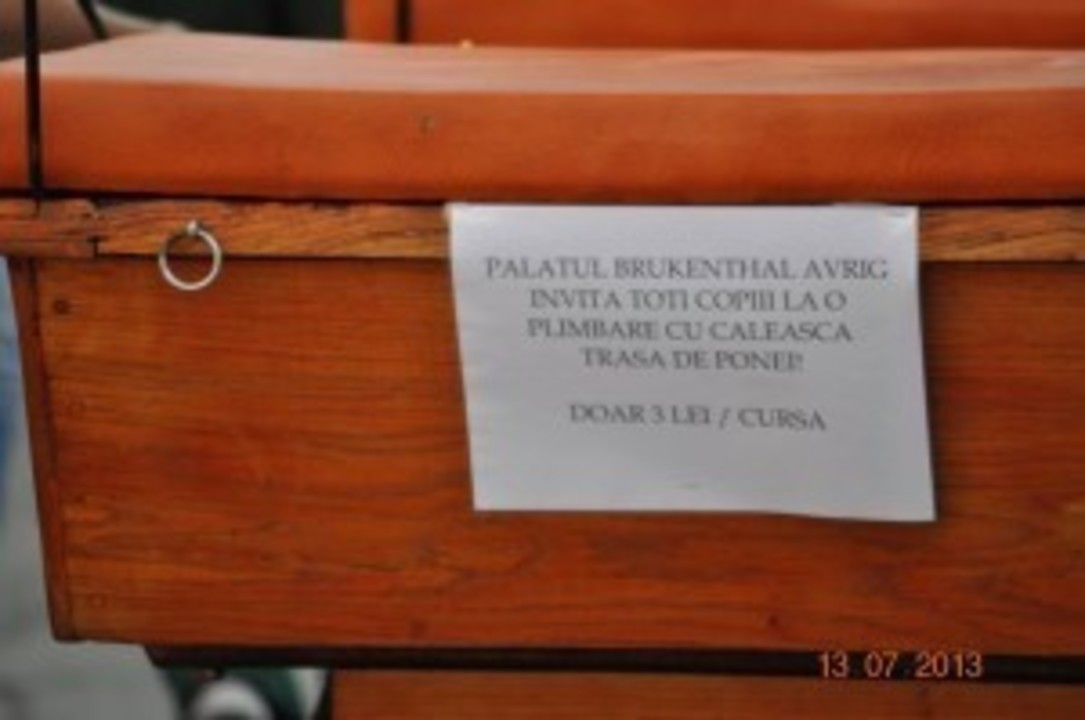 PALATUL BRUKENTHAL AVRIG
INVITA TOTI COPIII LA O
PLIMBARE CU CALEASCA
TRASA DE PONEI!
DOAR 3 LEI / CURSA
13 07 2013